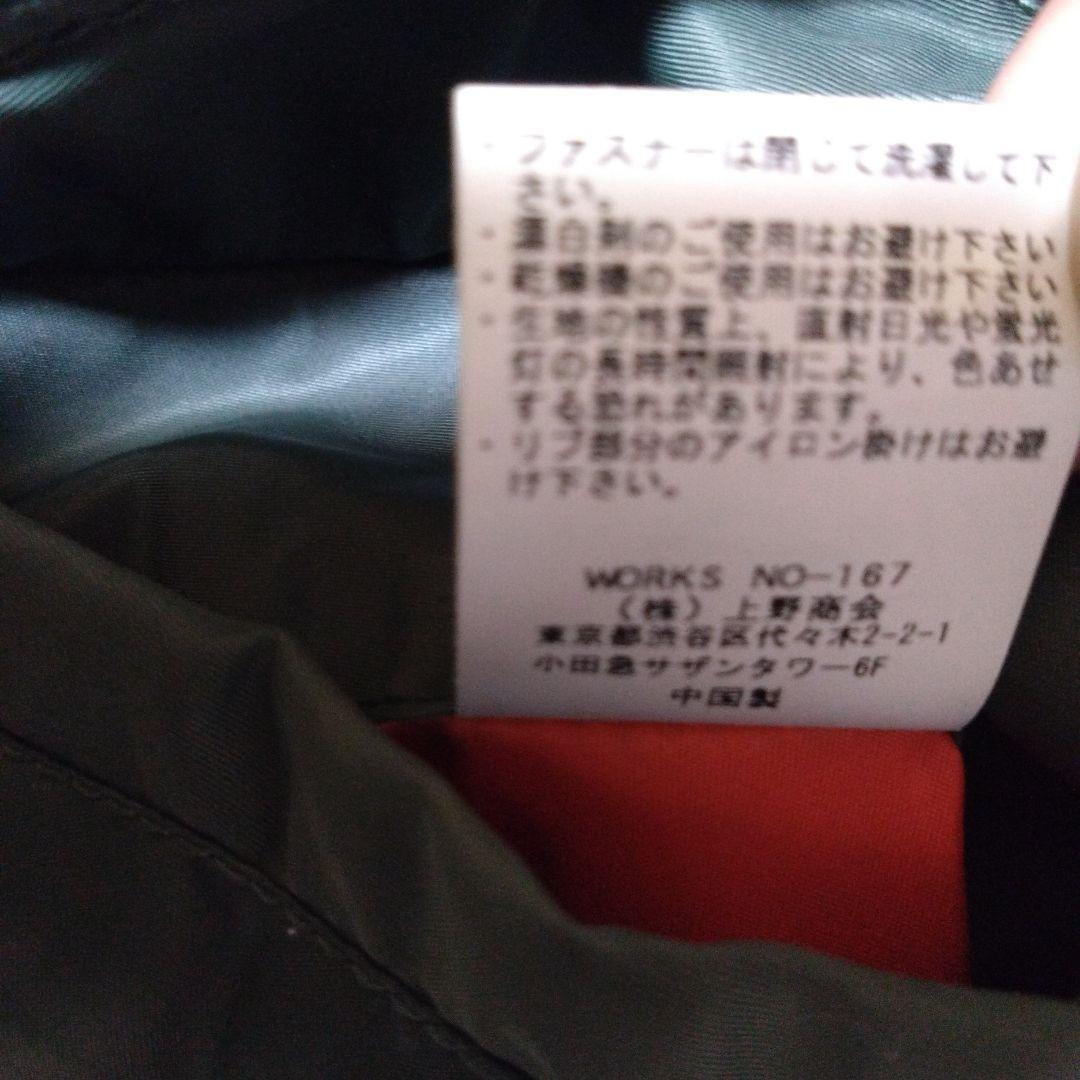 ・ファスナーは閉じて洗濯して下
さい。
・漂白剤のご使用はお避け下さい
・乾燥機のご使用はお避け下さい
・生地の性質上、直射日光や蛍光
灯の長時間照射により、色あせ
する恐れがあります。
・リブ部分のアイロン掛けはお避
け下さい。
WORKS NO-167
(株)上野商会
東京都渋谷区代々木2-2-1
小田急サザンタワー6F
中国製